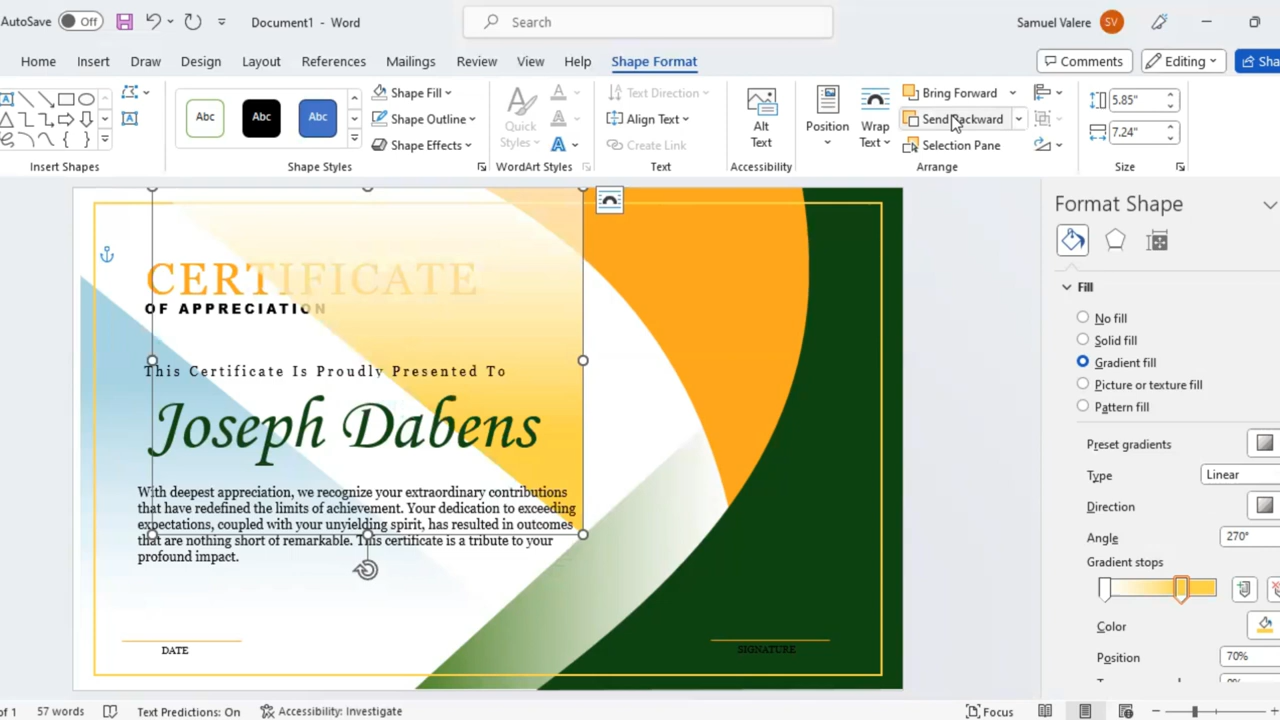 AutoSave Off Document1 - Word Search Samuel Valere SV
Home Insert Draw Design Layout References Mailings Review View Help Shape Format Comments Editing Sha
Abc Abc Abc
Shape Fill
Shape Outline
Shape Effects
Quick Styles
Text Direction
Align Text
Create Link
Alt Text
Position
Wrap Text
Bring Forward
Send Backward
Selection Pane
5.85"
7.24"
Insert Shapes Shape Styles WordArt Styles Text Accessibility Arrange Size
CERTIFICATE
OF APPRECIATION
This Certificate Is Proudly Presented To
Joseph Dabens
With deepest appreciation, we recognize your extraordinary contributions
that have redefined the limits of achievement. Your dedication to exceeding
expectations, coupled with your unyielding spirit, has resulted in outcomes
that are nothing short of remarkable. This certificate is a tribute to your
profound impact.
DATE
SIGNATURE
Format Shape
Fill
No fill
Solid fill
Gradient fill
Picture or texture fill
Pattern fill
Preset gradients
Type Linear
Direction
Angle 270°
Gradient stops
Color
Position 70%
of 1 57 words Text Predictions: On Accessibility: Investigate Focus